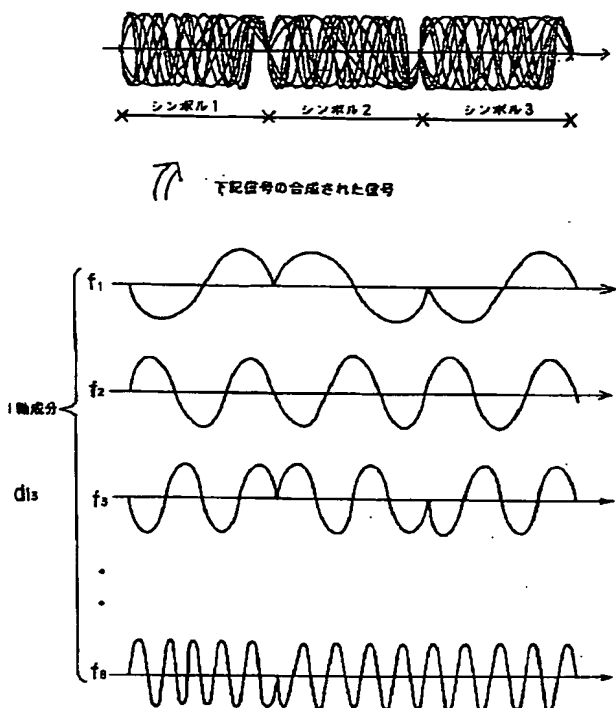 シンボル1 シンボル2 シンボル3
下記信号の合成された信号
f1
f2
I軸成分
di3
f3
f8